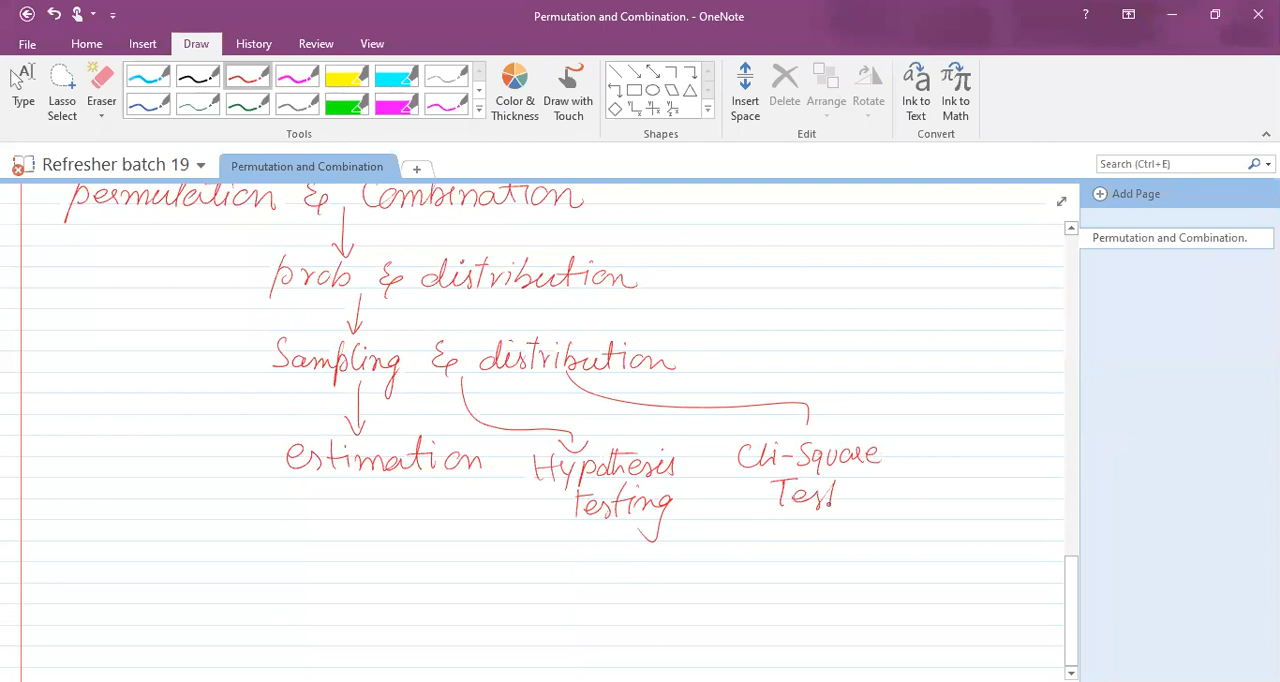 Permutation and Combination. - OneNote
?
File Home Insert Draw History Review View
Type
Lasso Select
Eraser
Color & Thickness
Draw with Touch
Insert Space
Delete
Arrange
Rotate
Ink to Text
Ink to Math
Tools
Shapes
Edit
Convert
Refresher batch 19
Permutation and Combination
Search (Ctrl+E)
Add Page
Permutation and Combination.
permutation & Combination
prob & distribution
Sampling & distribution
estimation
Hypothesis
Testing
Chi-Square
Test